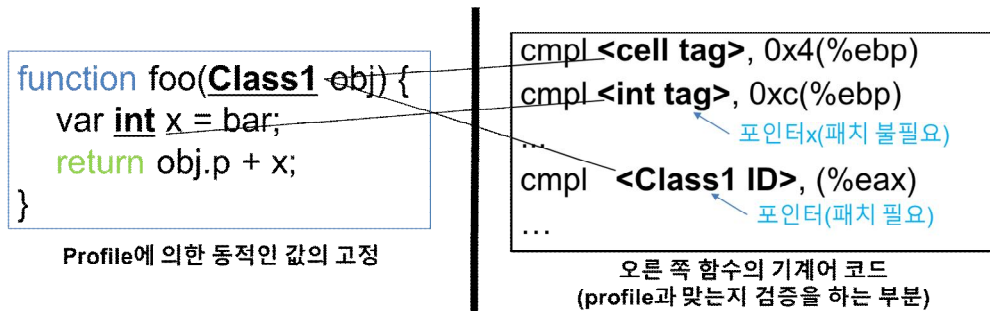 function foo(Class1 obj) {
var int x = bar;
return obj.p + x;
}
Profile에 의한 동적인 값의 고정
cmpl <cell tag>, 0x4(%ebp)
cmpl <int tag>, 0xc(%ebp)
포인터x(패치 불필요)
...
cmpl <Class1 ID>, (%eax)
포인터(패치 필요)
...
오른 쪽 함수의 기계어 코드
(profile과 맞는지 검증을 하는 부분)